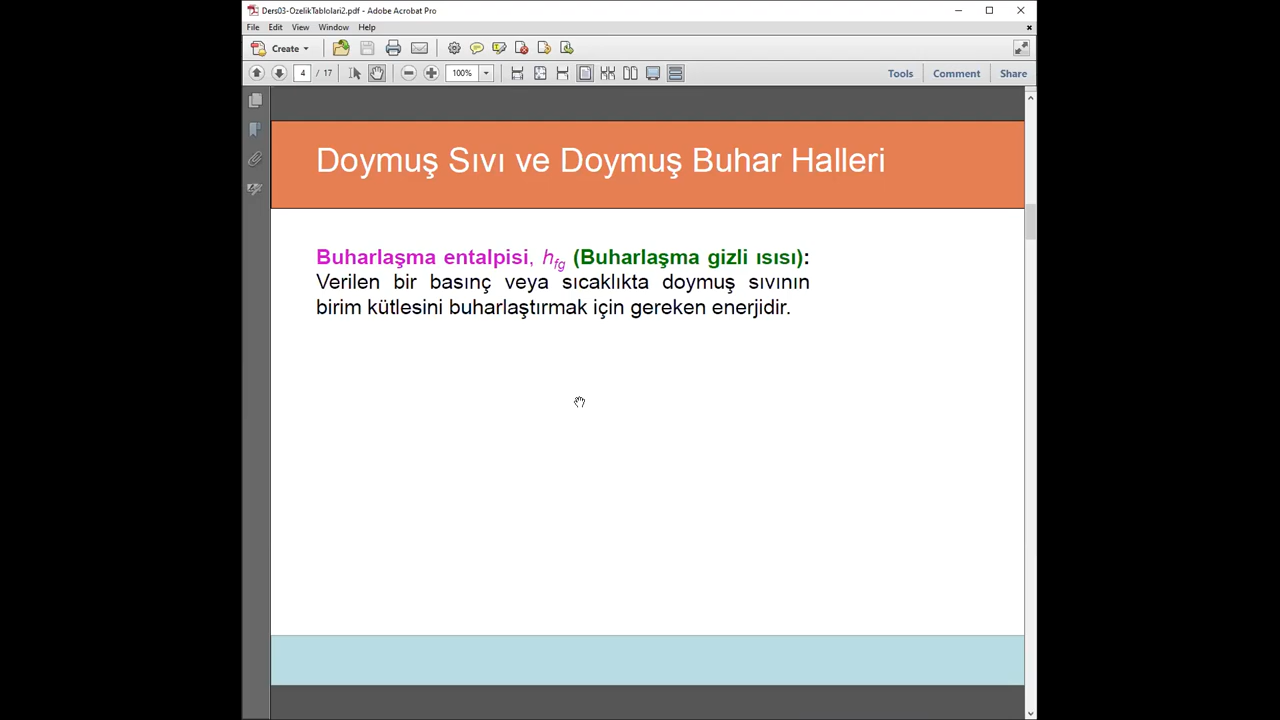 Ders03-OzelikTablolari2.pdf - Adobe Acrobat Pro
File Edit View Window Help
Create
4 / 17 100% Tools Comment Share
Doymuş Sıvı ve Doymuş Buhar Halleri
Buharlaşma entalpisi, hfg (Buharlaşma gizli ısısı):
Verilen bir basınç veya sıcaklıkta doymuş sıvının
birim kütlesini buharlaştırmak için gereken enerjidir.